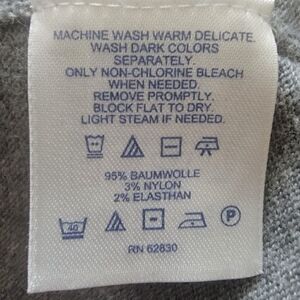 MACHINE WASH WARM DELICATE.
WASH DARK COLORS
SEPARATELY.
ONLY NON-CHLORINE BLEACH
WHEN NEEDED.
REMOVE PROMPTLY.
BLOCK FLAT TO DRY.
LIGHT STEAM IF NEEDED.
95% BAUMWOLLE
3% NYLON
2% ELASTHAN
40 P
RN 62830